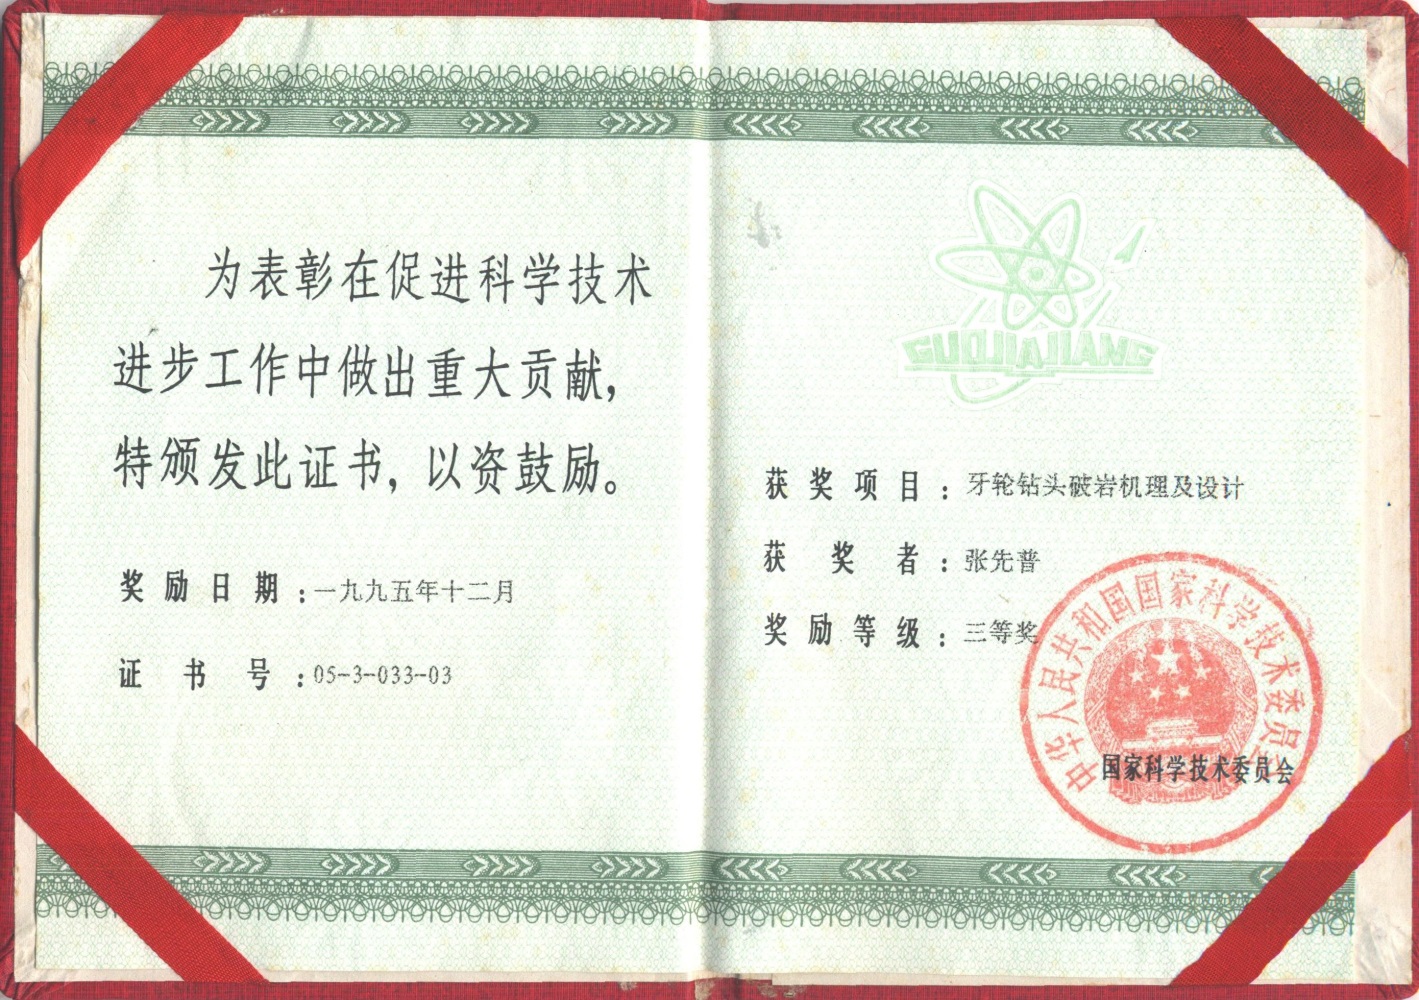 为表彰在促进科学技术
进步工作中做出重大贡献，
特颁发此证书，以资鼓励。
奖励日期：一九九五年十二月
证书号：05-3-033-03
GUOJIAJIANG
获奖项目：牙轮钻头破岩机理及设计
获奖者：张先普
奖励等级：三等奖
中华人民共和国国家科学技术委员会
国家科学技术委员会